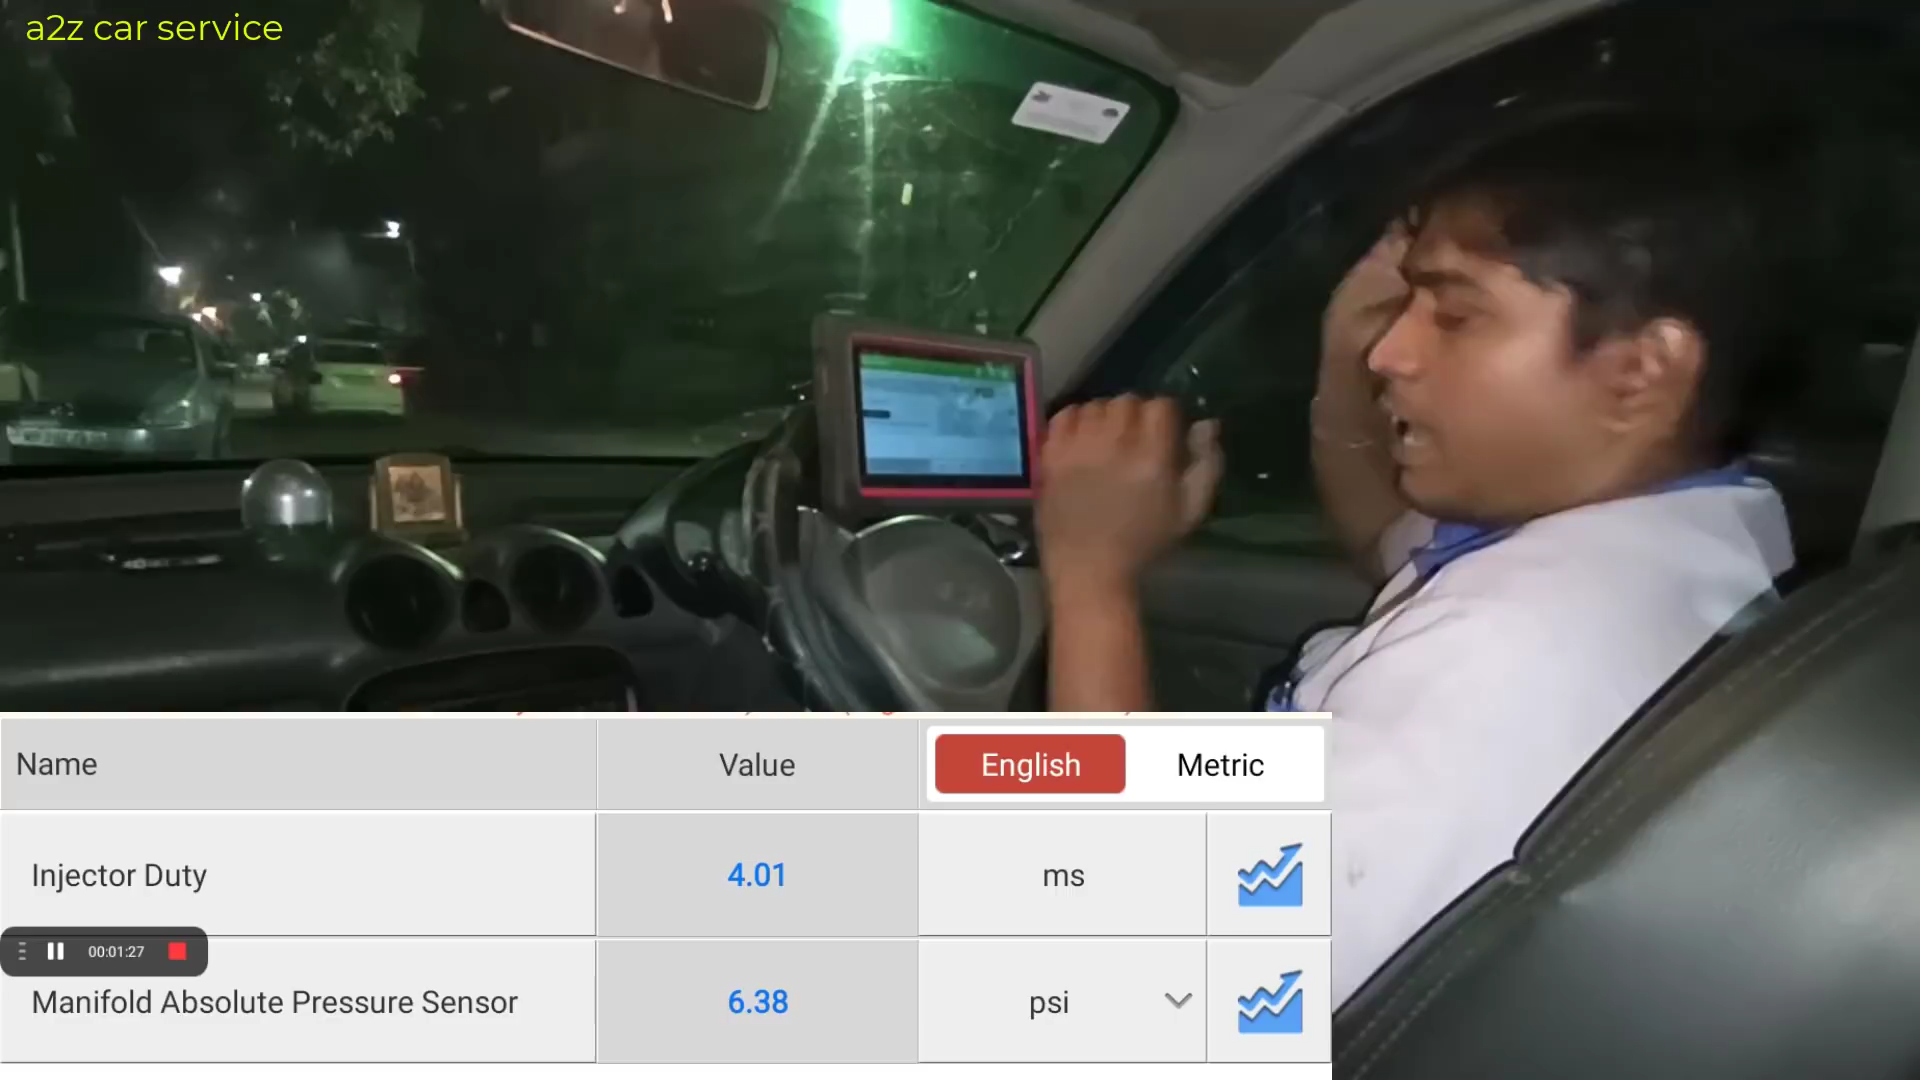 a2z car service
Name Value English Metric
Injector Duty 4.01 ms
00:01:27
Manifold Absolute Pressure Sensor 6.38 psi